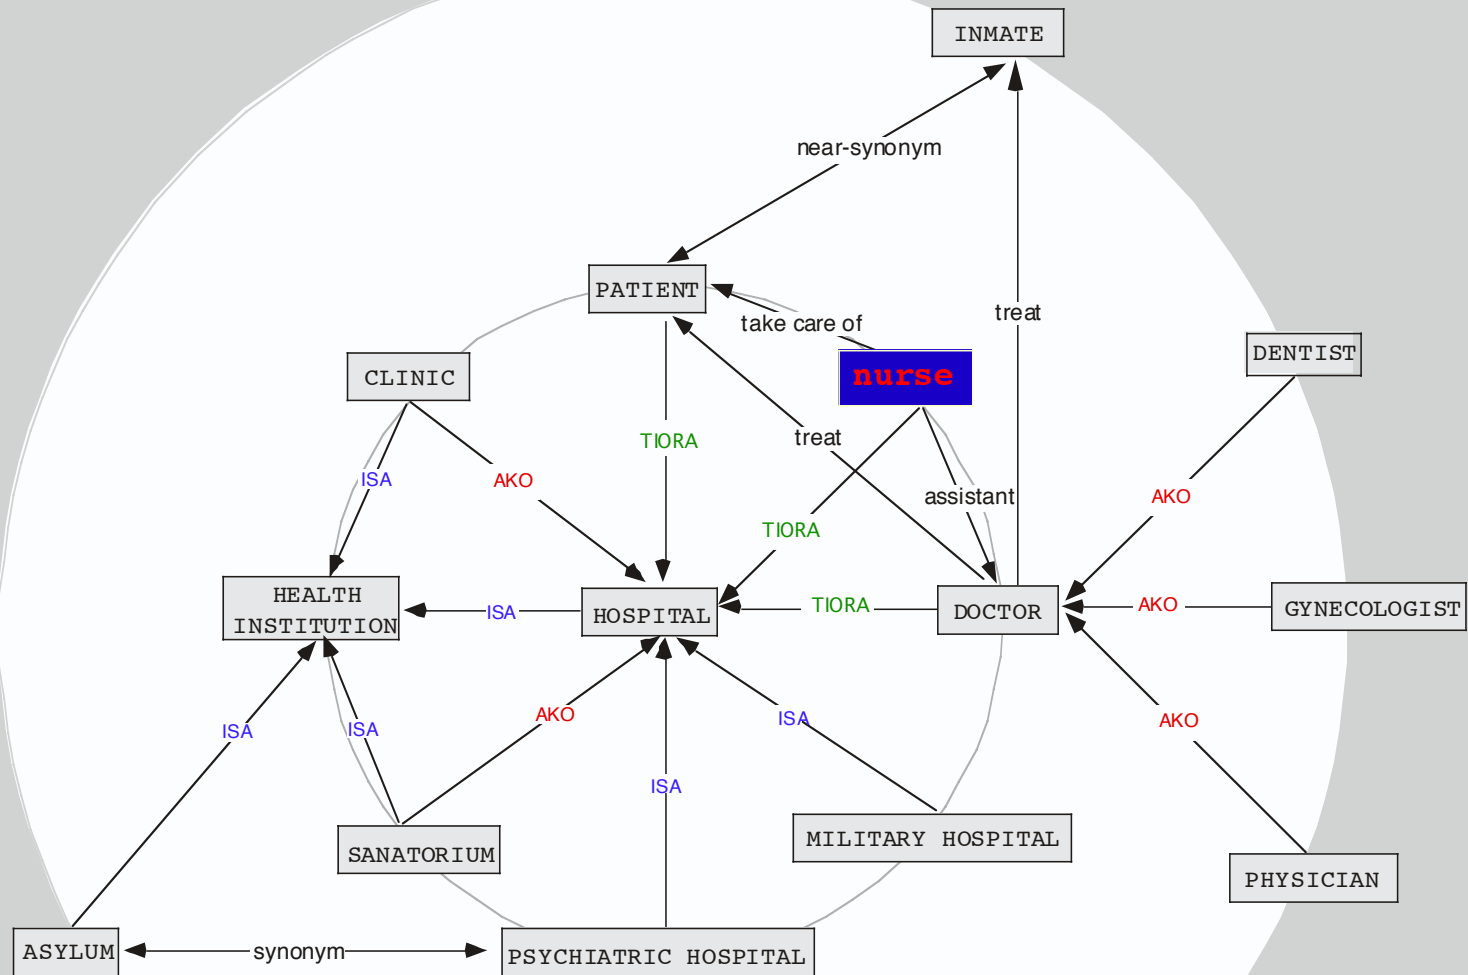 INMATE
near-synonym
PATIENT
take care of
treat
nurse
DENTIST
CLINIC
TIORA
treat
ISA
AKO
assistant
AKO
TIORA
HEALTH
INSTITUTION
ISA
HOSPITAL
TIORA
DOCTOR
AKO
GYNECOLOGIST
ISA
ISA
AKO
ISA
AKO
ISA
SANATORIUM
MILITARY HOSPITAL
PHYSICIAN
ASYLUM
synonym
PSYCHIATRIC HOSPITAL